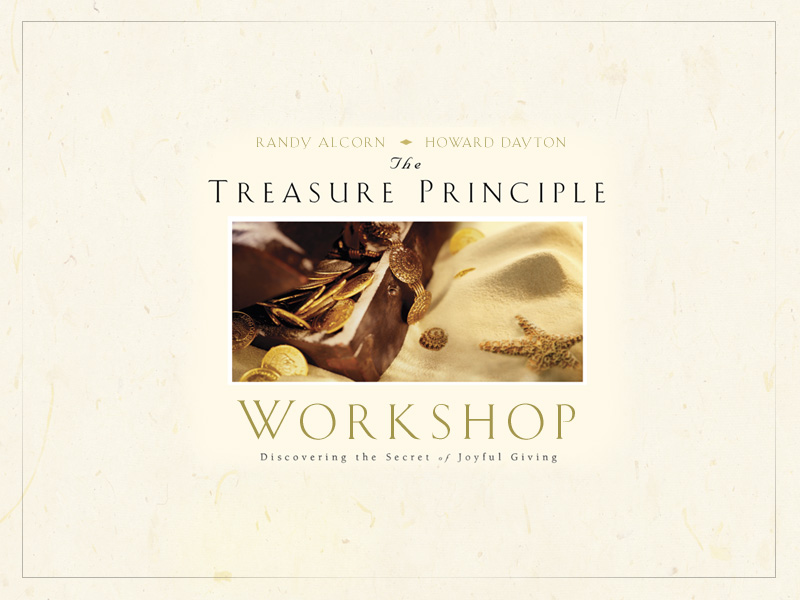 RANDY ALCORN ◆ HOWARD DAYTON
The
TREASURE PRINCIPLE
WORKSHOP
Discovering the Secret of Joyful Giving